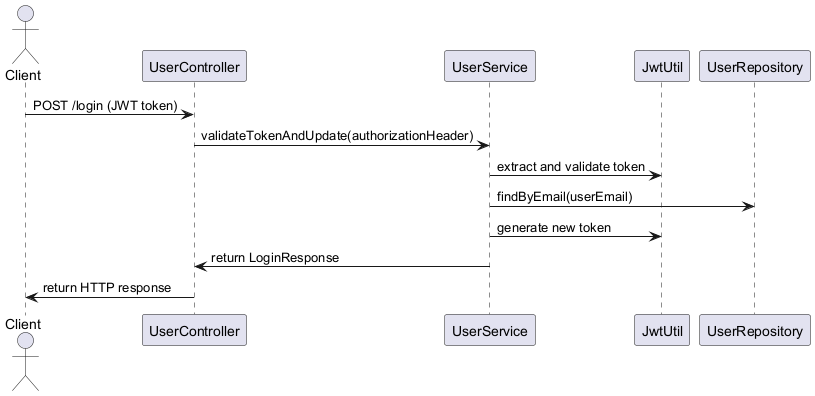 Client
UserController
UserService
JwtUtil
UserRepository
POST /login (JWT token)
validateTokenAndUpdate(authorizationHeader)
extract and validate token
findByEmail(userEmail)
generate new token
return LoginResponse
return HTTP response
Client
UserController
UserService
JwtUtil
UserRepository